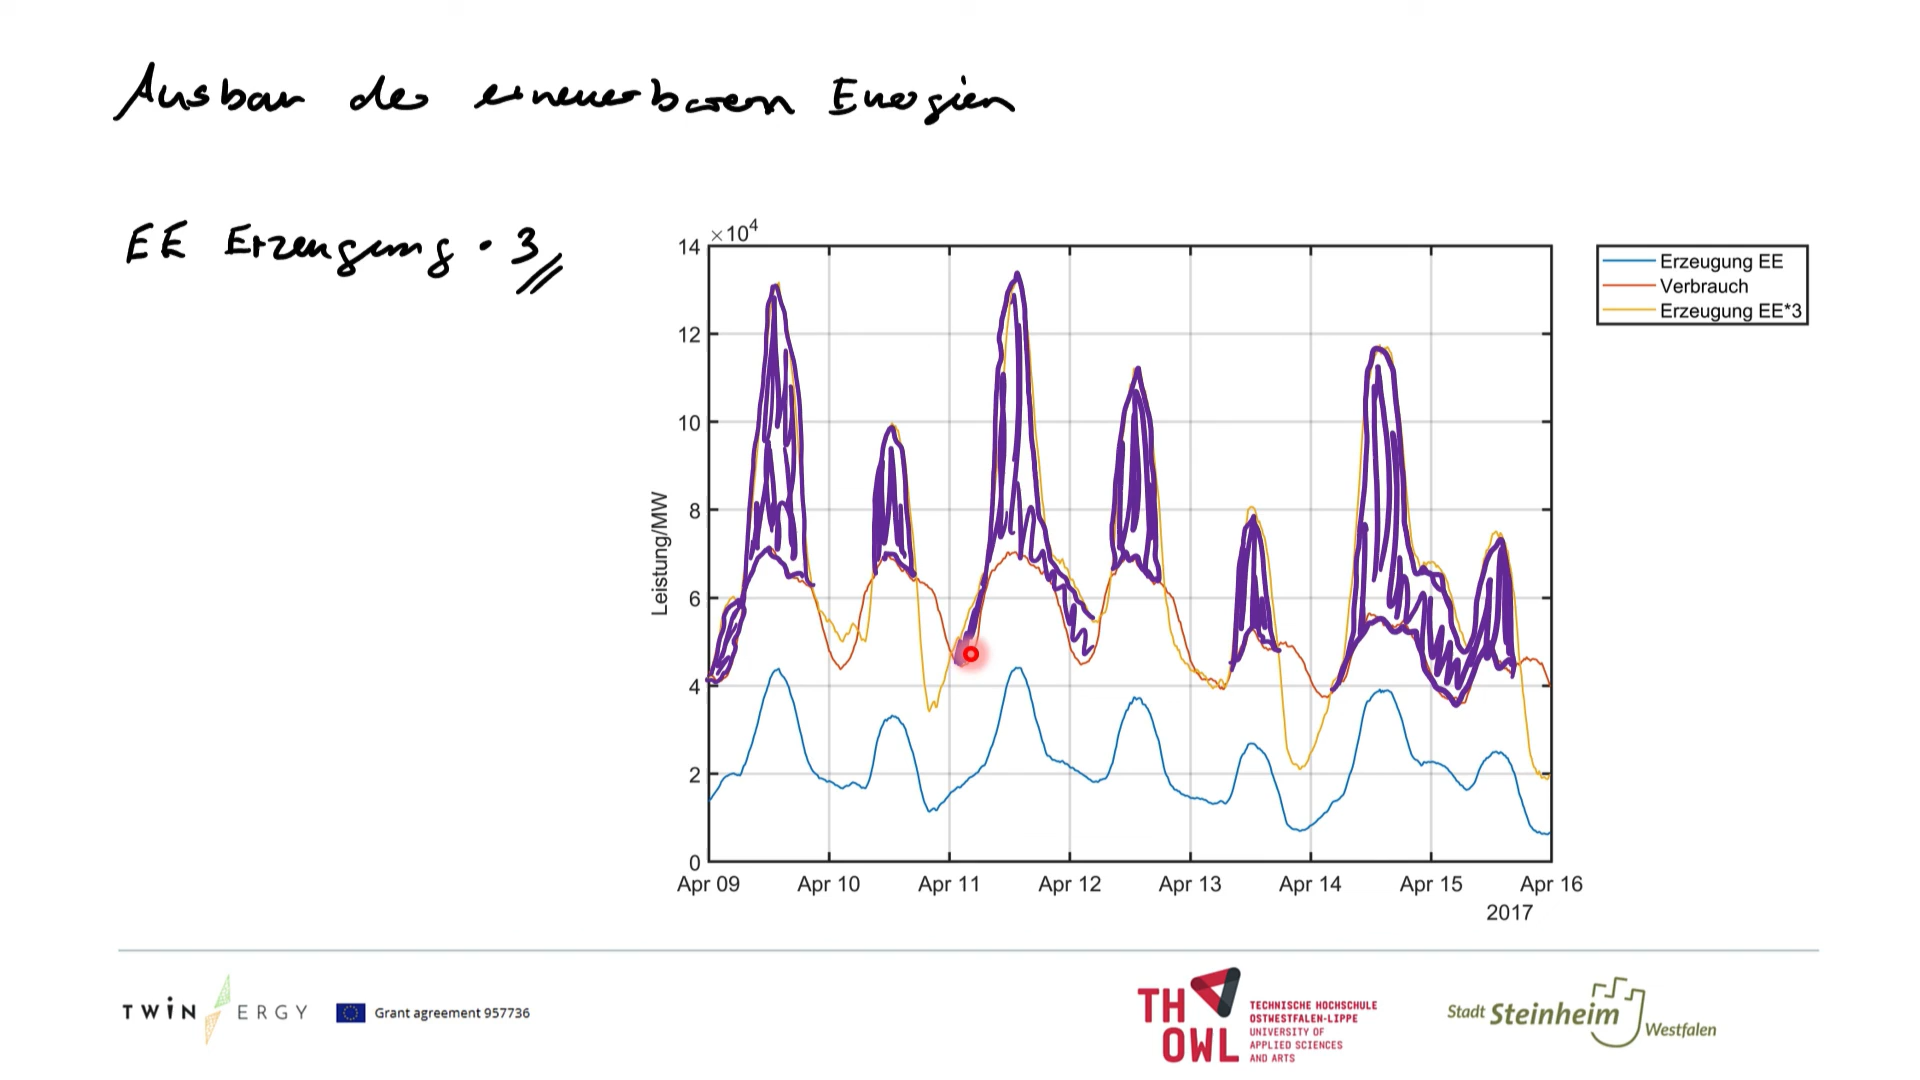 Ausbau der erneuerbaren Energien
EE Erzeugung · 3
×10⁴
14
12
10
8
6
4
2
0
Leistung/MW
Apr 09 Apr 10 Apr 11 Apr 12 Apr 13 Apr 14 Apr 15 Apr 16
2017
Erzeugung EE
Verbrauch
Erzeugung EE*3
TWINERGY
Grant agreement 957736
TH
OWL
TECHNISCHE HOCHSCHULE
OSTWESTFALEN-LIPPE
UNIVERSITY OF
APPLIED SCIENCES
AND ARTS
Stadt Steinheim
Westfalen